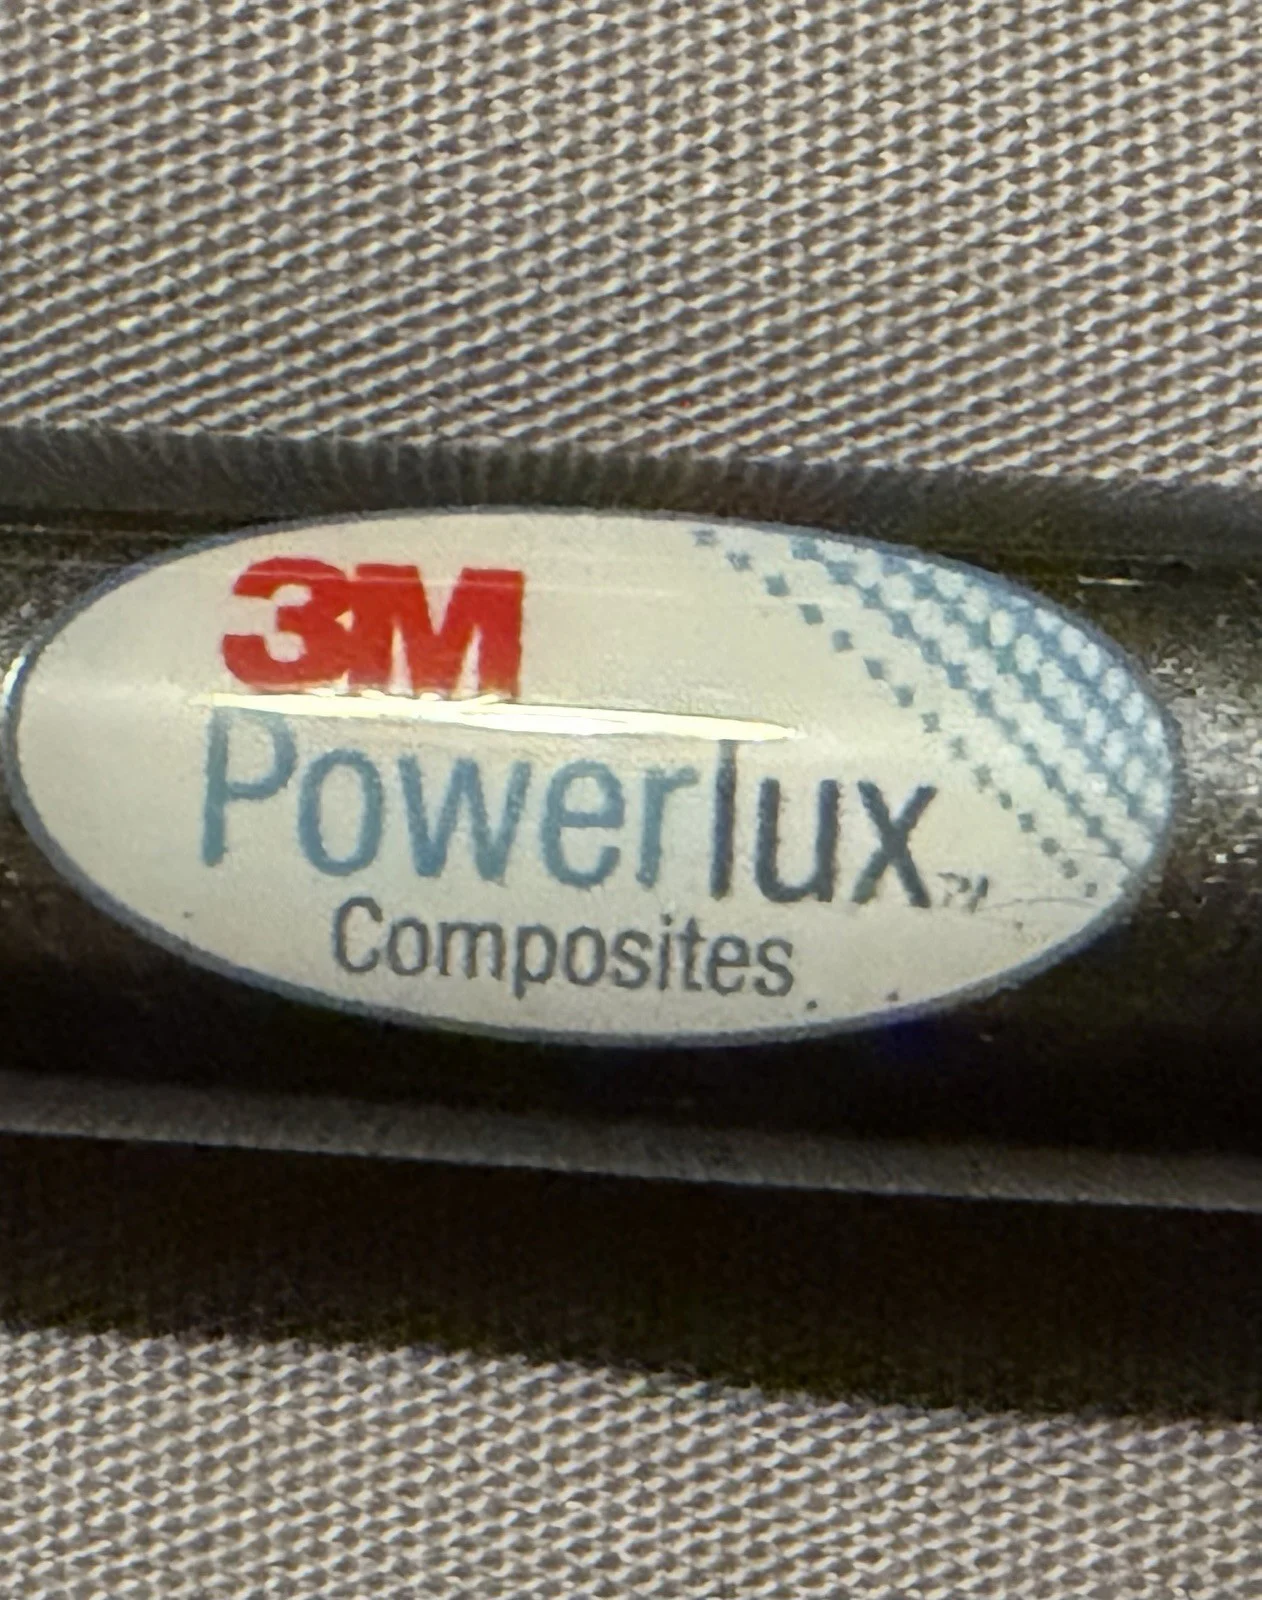 3M
Powerlux™
Composites